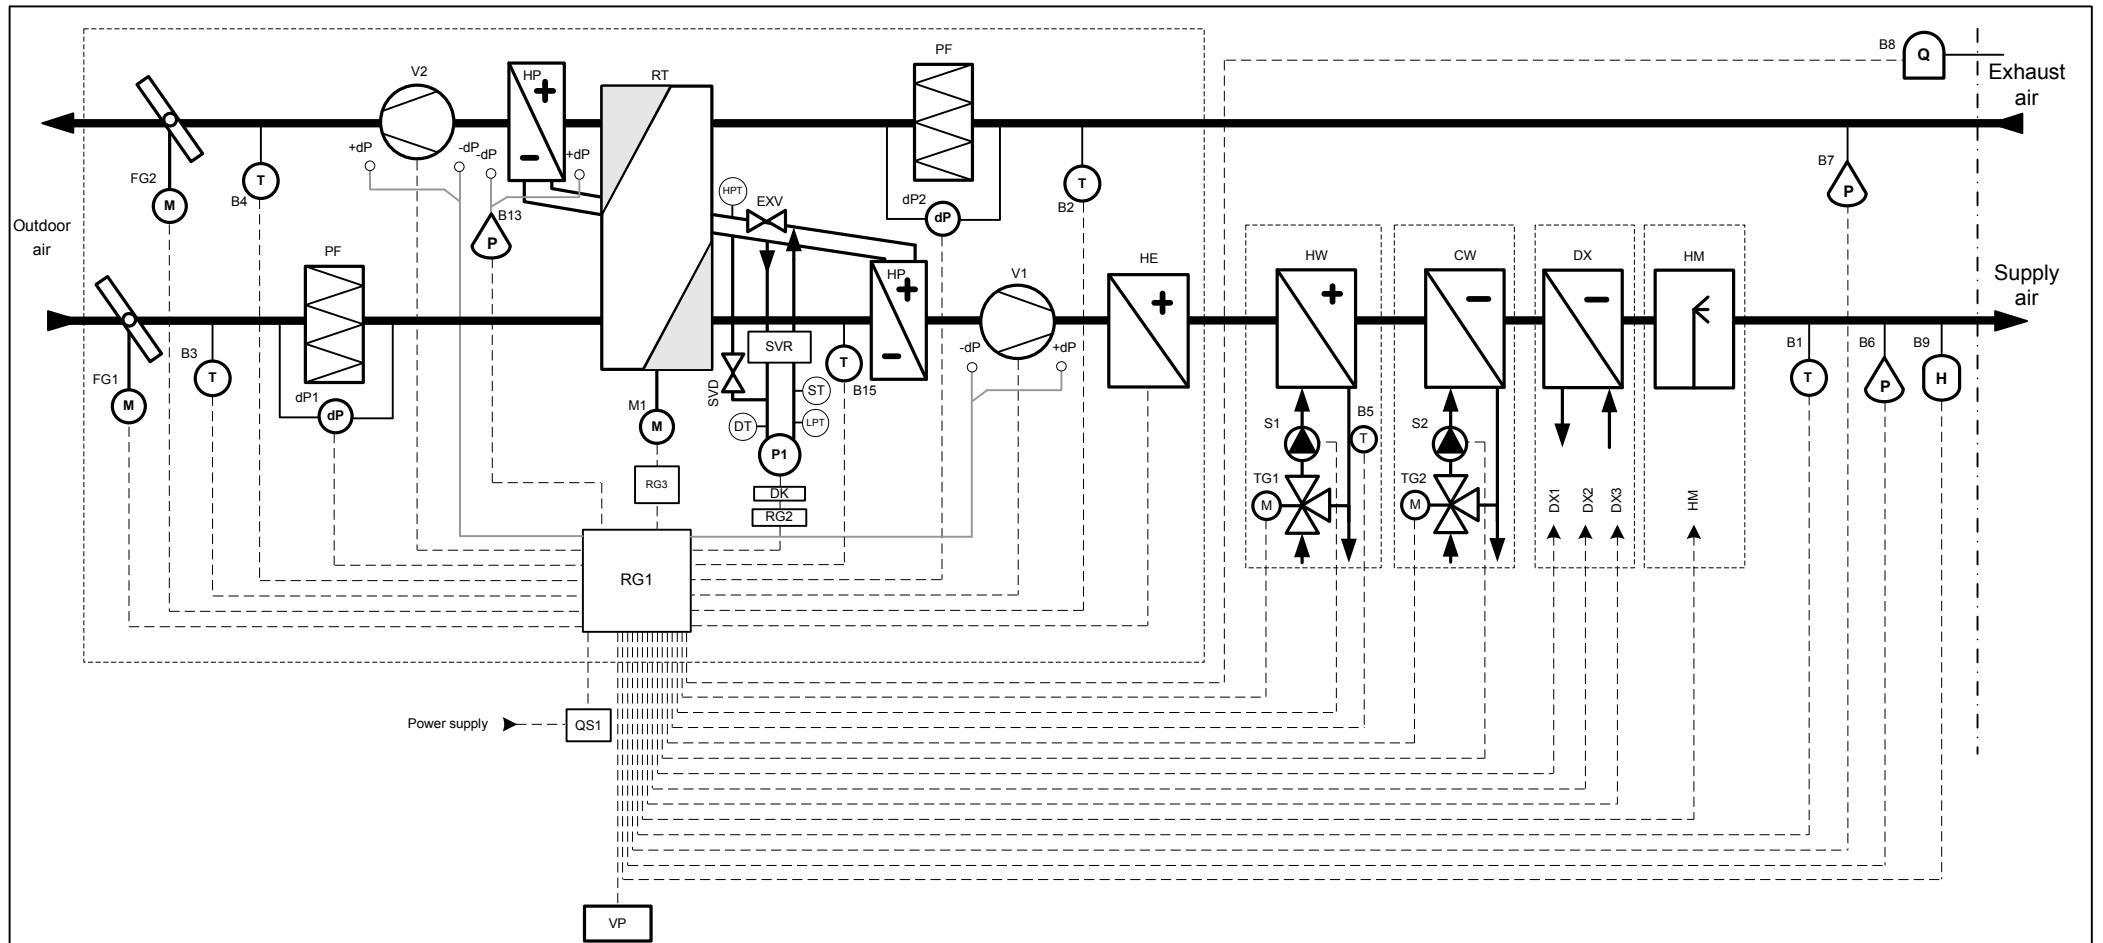 B8
Q
Exhaust
air
PF
V2
HP
+
-
RT
+dP
-dP
-dP
+dP
FG2
M
T
B4
B13
P
HPT
EXV
dP2
dP
T
B2
B7
P
Outdoor
air
PF
HP
+
-
V1
HE
+
HW
+
CW
-
DX
-
HM
Supply
air
B3
T
FG1
M
dP1
dP
M1
M
SVD
SVR
ST
DT
LPT
T
B15
P1
-dP
+dP
S1
B5
T
TG1
M
S2
TG2
M
DX1
DX2
DX3
HM
B1
T
B6
P
B9
H
RG3
DK
RG2
RG1
Power supply
QS1
VP